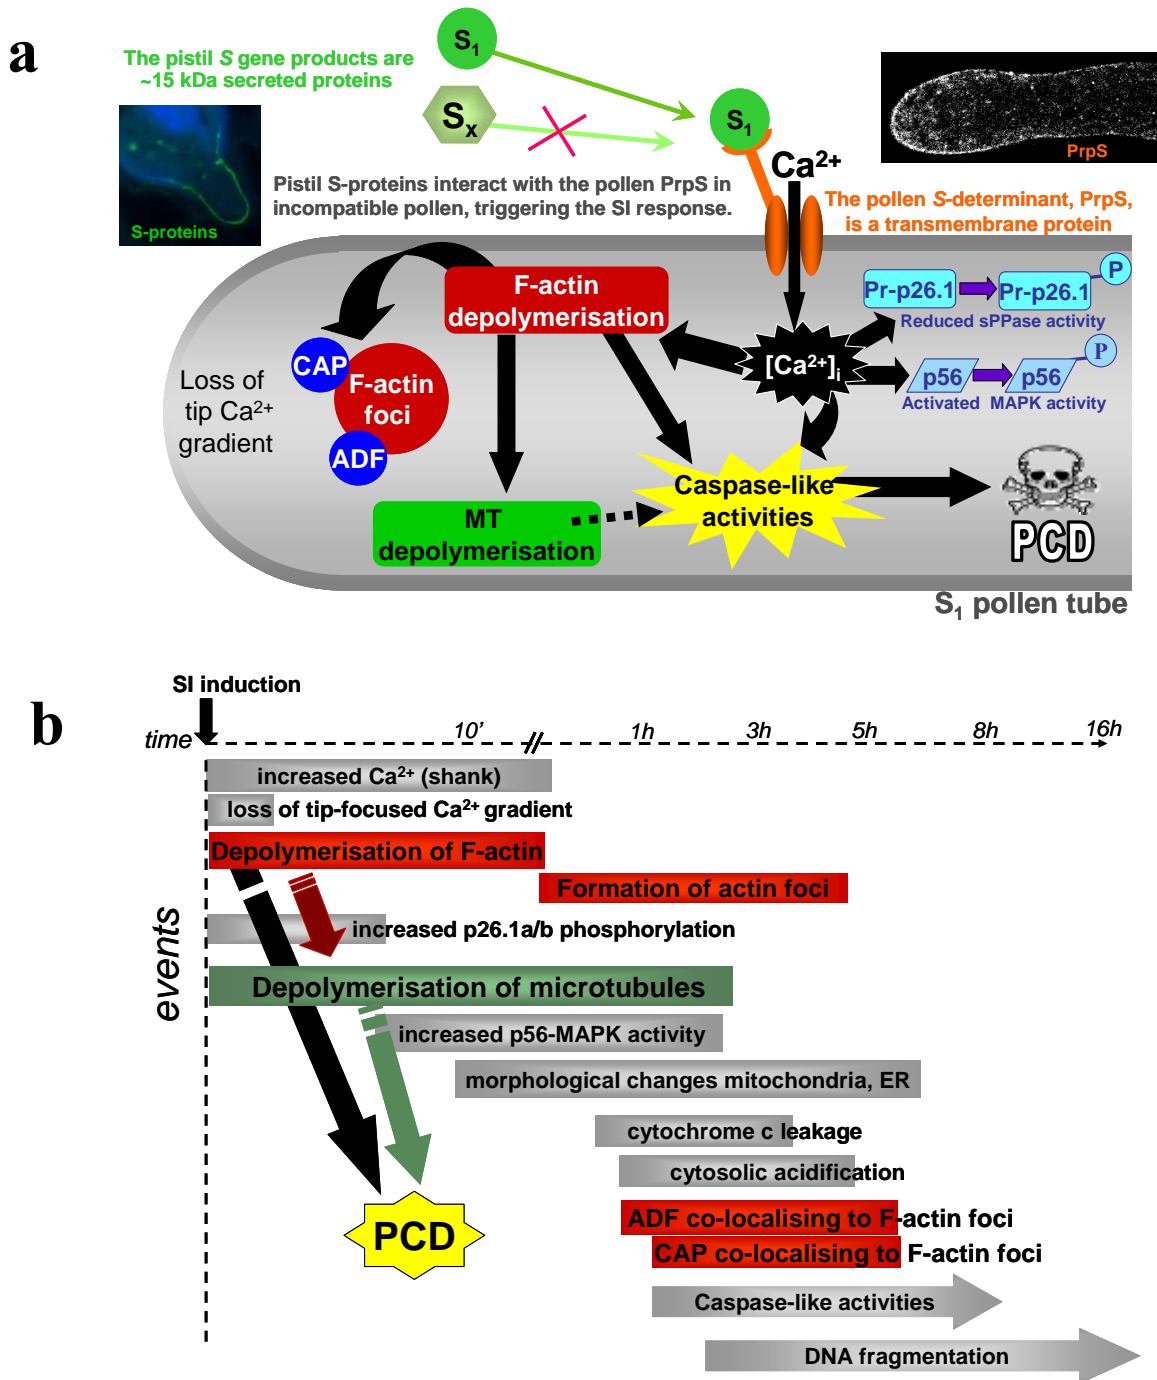 a
The pistil S gene products are
~15 kDa secreted proteins
S1
Sx
S1
S-proteins
PrpS
Ca2+
Pistil S-proteins interact with the pollen PrpS in
incompatible pollen, triggering the SI response.
The pollen S-determinant, PrpS,
is a transmembrane protein
F-actin
depolymerisation
Pr-p26.1
Pr-p26.1
P
Reduced sPPase activity
CAP
F-actin
foci
ADF
Loss of
tip Ca2+
gradient
[Ca2+]i
p56
p56
P
Activated MAPK activity
Caspase-like
activities
MT
depolymerisation
PCD
S1 pollen tube
b
SI induction
time
10’
1h
3h
5h
8h
16h
events
increased Ca2+ (shank)
loss of tip-focused Ca2+ gradient
Depolymerisation of F-actin
Formation of actin foci
increased p26.1a/b phosphorylation
Depolymerisation of microtubules
increased p56-MAPK activity
morphological changes mitochondria, ER
cytochrome c leakage
cytosolic acidification
ADF co-localising to F-actin foci
CAP co-localising to F-actin foci
PCD
Caspase-like activities
DNA fragmentation